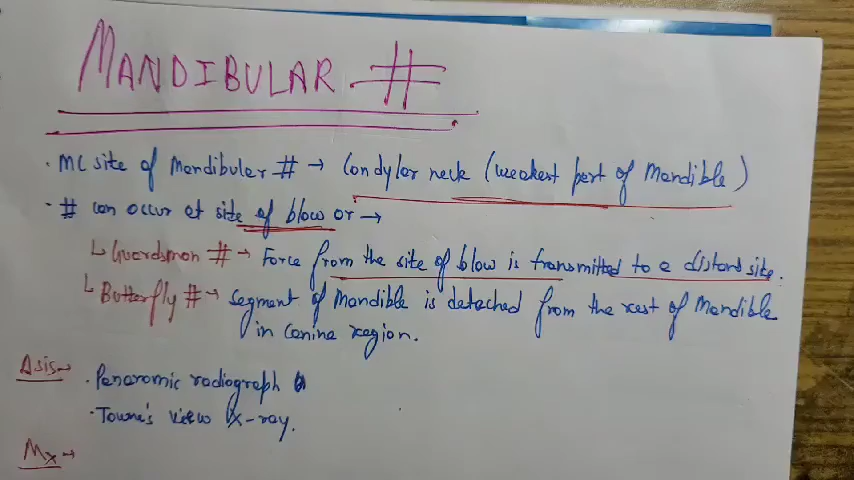 MANDIBULAR #
· MC site of Mandibular # → Condylar neck (weakest part of Mandible)
· # can occur at site of blow or →
↳ Guardsman # → Force from the site of blow is transmitted to a distant site.
↳ Butterfly # → Segment of Mandible is detached from the rest of Mandible
in Canine region.
Δsis →
· Panaromic radiograph
· Towne's view X-ray.
Mx →